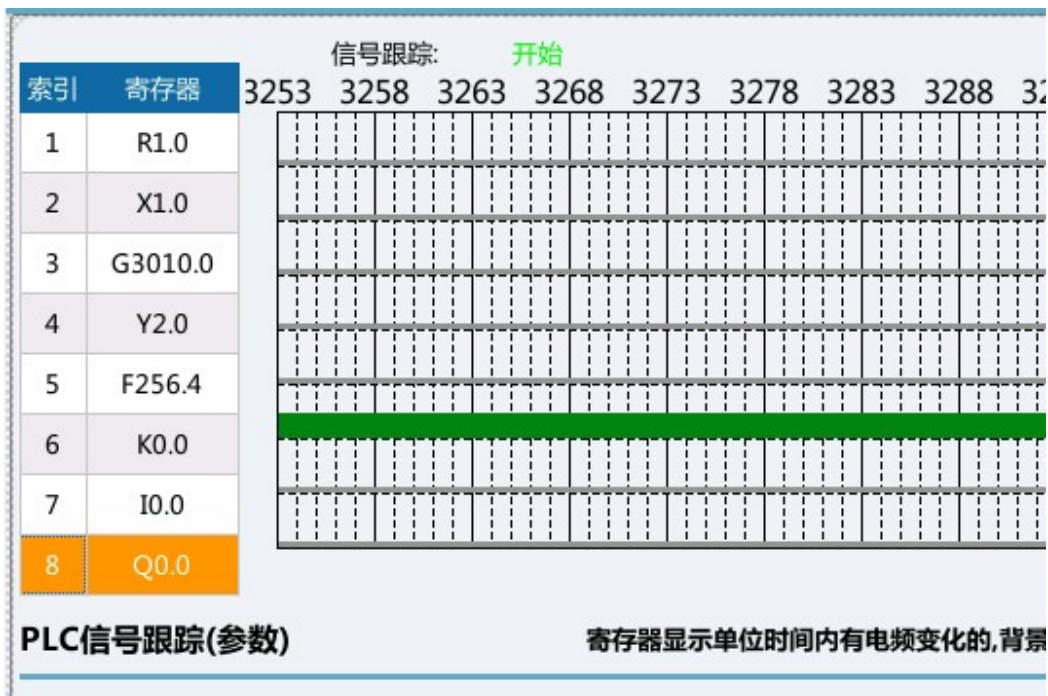 信号跟踪: 开始
索引 寄存器 3253 3258 3263 3268 3273 3278 3283 3288
1 R1.0
2 X1.0
3 G3010.0
4 Y2.0
5 F256.4
6 K0.0
7 I0.0
8 Q0.0
PLC信号跟踪(参数) 寄存器显示单位时间内有电频变化的,背景